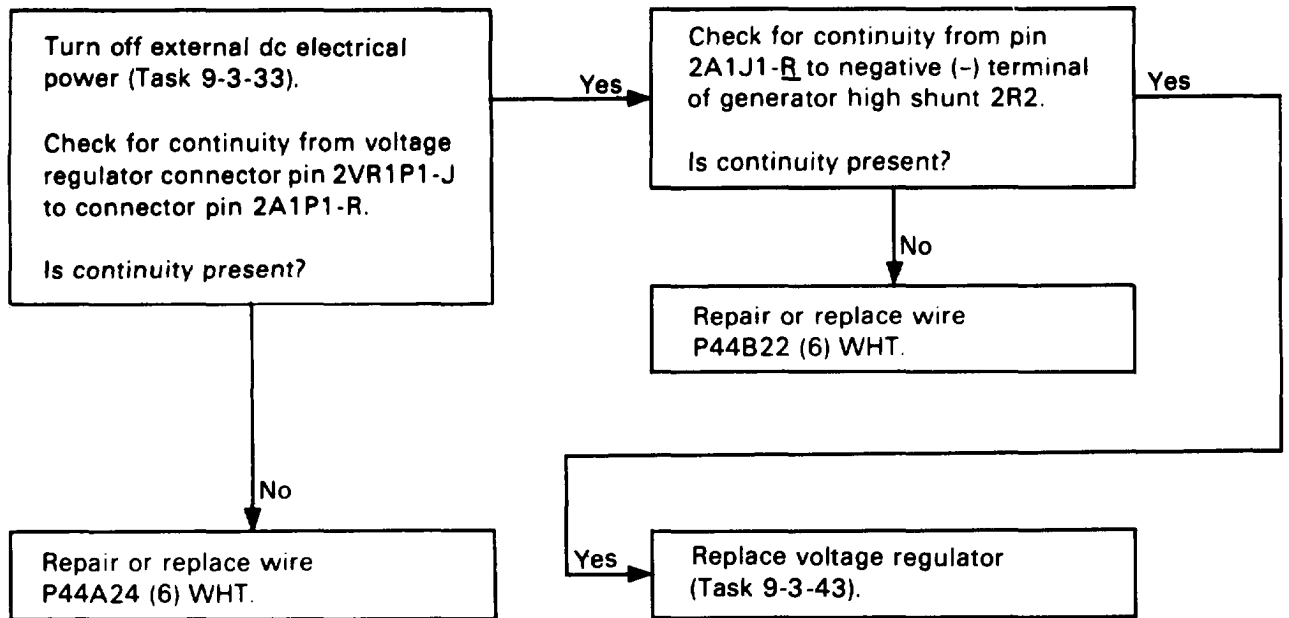 Turn off external dc electrical
power (Task 9-3-33).
Check for continuity from voltage
regulator connector pin 2VR1P1-J
to connector pin 2A1P1-R.
Is continuity present?
Yes
Check for continuity from pin
2A1J1-R to negative (-) terminal
of generator high shunt 2R2.
Is continuity present?
Yes
No
Repair or replace wire
P44B22 (6) WHT.
No
Repair or replace wire
P44A24 (6) WHT.
Yes
Replace voltage regulator
(Task 9-3-43).